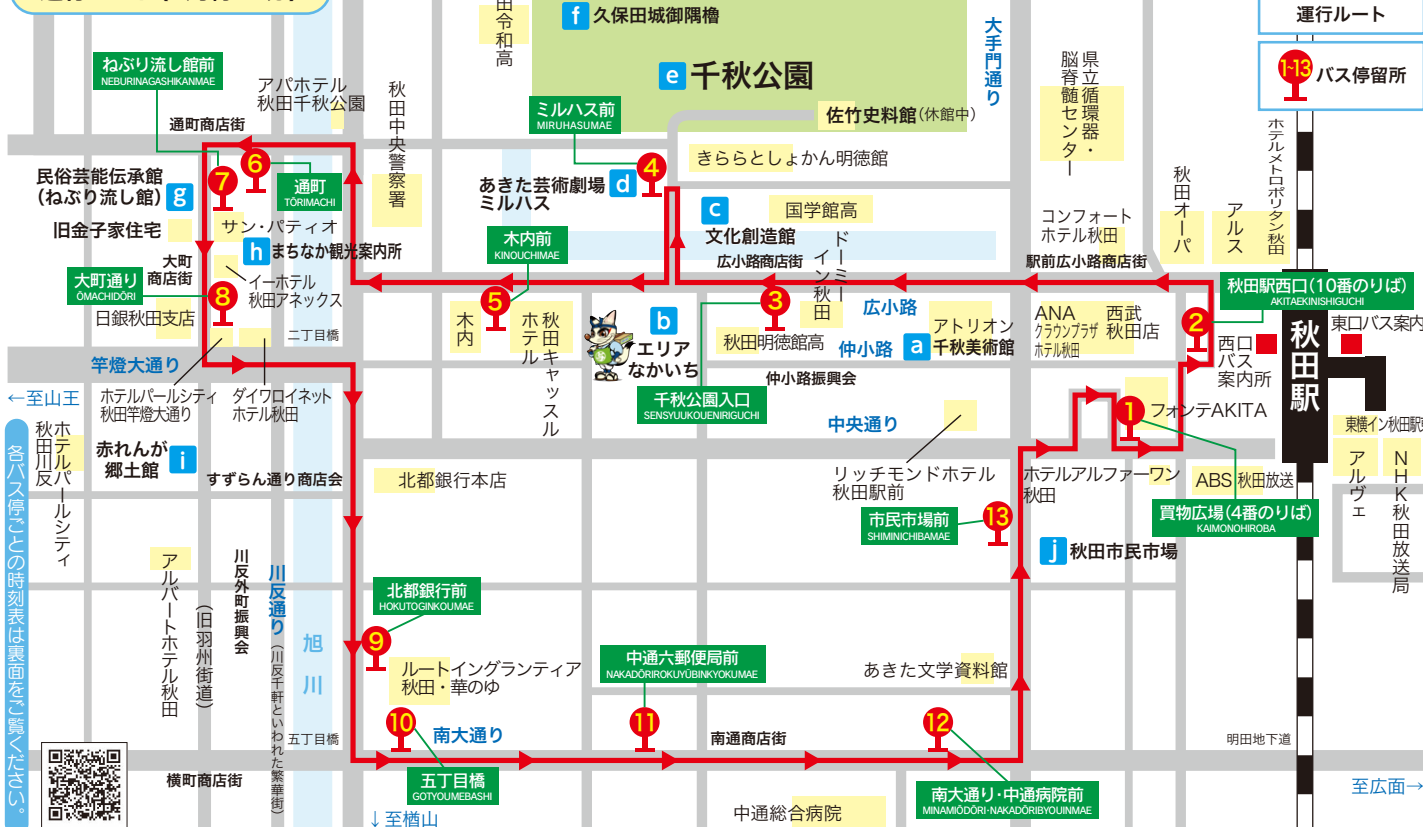 田令和高
f 久保田城御隅櫓
大手門通り
運行ルート
1~13 バス停留所
e 千秋公園
ねぶり流し館前
NEBURINAGASHIKANMAE
アパホテル
秋田千秋公園
秋田中央警察署
ミルハス前
MIRUHASUMAE
佐竹史料館(休館中)
県立循環器・
脳脊髄センター
通町商店街
ホテルメトロポリタン秋田
きららとしょかん明徳館
4
6
7
民俗芸能伝承館
(ねぶり流し館) g
通町
TŌRIMACHI
あきた芸術劇場
ミルハス d
c
文化創造館
国学館高
コンフォート
ホテル秋田
秋田オーパ
アルス
旧金子家住宅
サン・パティオ
h まちなか観光案内所
木内前
KINOUCHIMAE
広小路商店街
ドーミー
イン秋田
駅前広小路商店街
大町
商店街
大町通り
ŌMACHIDŌRI
8
イーホテル
秋田アネックス
5
3
広小路
秋田駅西口(10番のりば)
AKITAEKINISHIGUCHI
2
日銀秋田支店
二丁目橋
木内
秋田キャッスル
ホテル
b
エリア
なかいち
秋田明徳館高
仲小路
a アトリオン
千秋美術館
ANA
クラウンプラザ
ホテル秋田
西武
秋田店
西口
バス
案内所
東口バス案内
秋田駅
竿燈大通り
仲小路振興会
←至山王
ホテルパールシティ
秋田竿燈大通り
ダイワロイネット
ホテル秋田
千秋公園入口
SENSYUUKOUENIRIGUCHI
中央通り
1
フォンテAKITA
東横イン秋田駅東
各バス停ごとの時刻表は裏面をご覧ください。
ホテルパールシティ
秋田川反
赤れんが
郷土館 i
すずらん通り商店会
北都銀行本店
リッチモンドホテル
秋田駅前
ホテルアルファーワン
秋田
ABS 秋田放送
アルヴェ
NHK秋田放送局
市民市場前
SHIMINICHIBAMAE
13
買物広場(4番のりば)
KAIMONOHIROBA
j 秋田市民市場
アルバートホテル秋田
(旧羽州街道)
川反外町振興会
川反通り
(川反千軒といわれた繁華街)
旭川
北都銀行前
HOKUTOGINKOUMAE
9
ルートイングランティア
秋田・華のゆ
中通六郵便局前
NAKADŌRIROKUYŪBINKYOKUMAE
あきた文学資料館
10
南大通り
11
12
五丁目橋
南通商店街
明田地下道
横町商店街
五丁目橋
GOTYOUMEBASHI
南大通り・中通病院前
MINAMIŌDŌRI・NAKADŌRIBYOUINMAE
至広面→
↓至楢山
中通総合病院